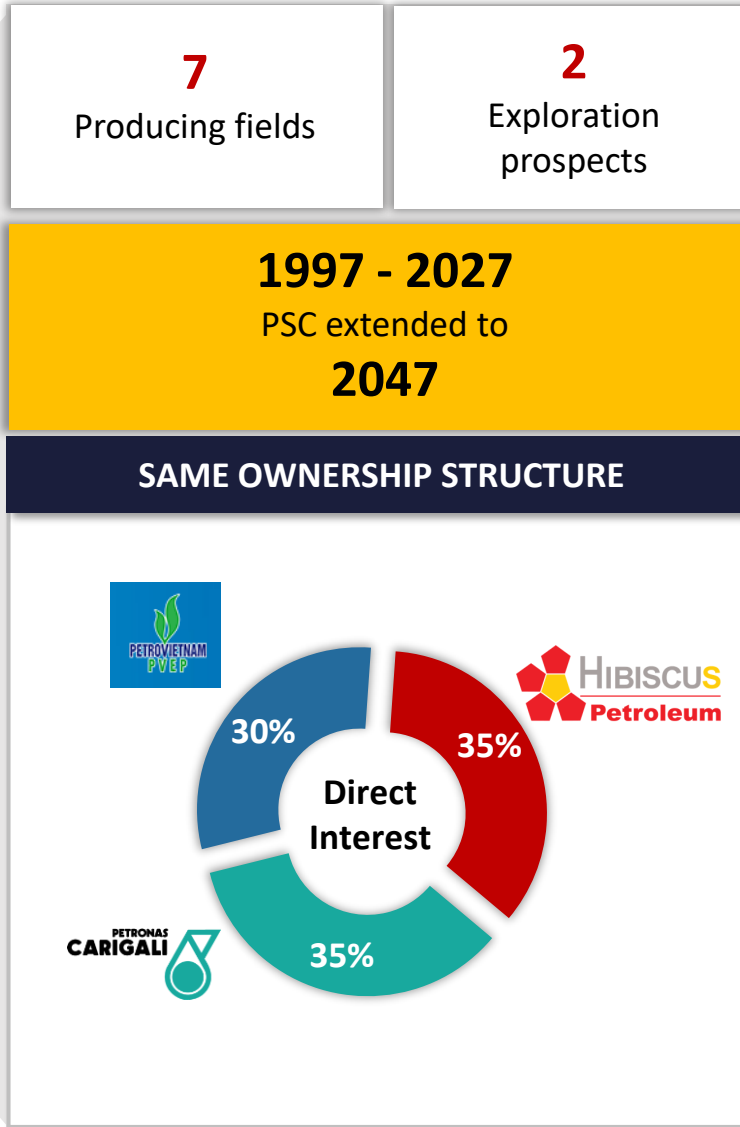 7
Producing fields
2
Exploration
prospects
1997 - 2027
PSC extended to
2047
SAME OWNERSHIP STRUCTURE
PETROVIETNAM
PVEP
HIBISCUS
Petroleum
30%
35%
Direct
Interest
PETRONAS
CARIGALI
35%